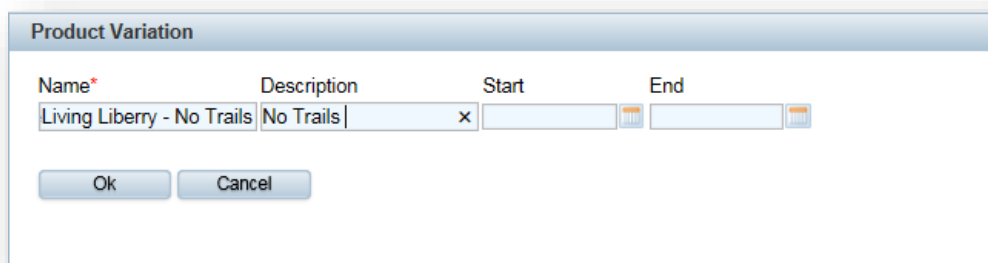 Product Variation
Name* Description Start End
Living Liberry - No Trails No Trails
Ok Cancel